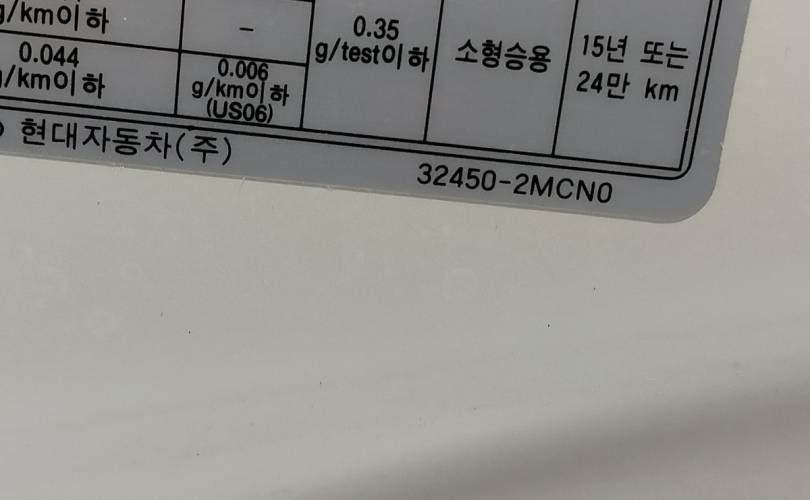 g/km이하
–
0.35
g/test이하
소형승용
15년 또는
24만 km
0.044
g/km이하
0.006
g/km이하
(US06)
현대자동차(주)
32450-2MCN0